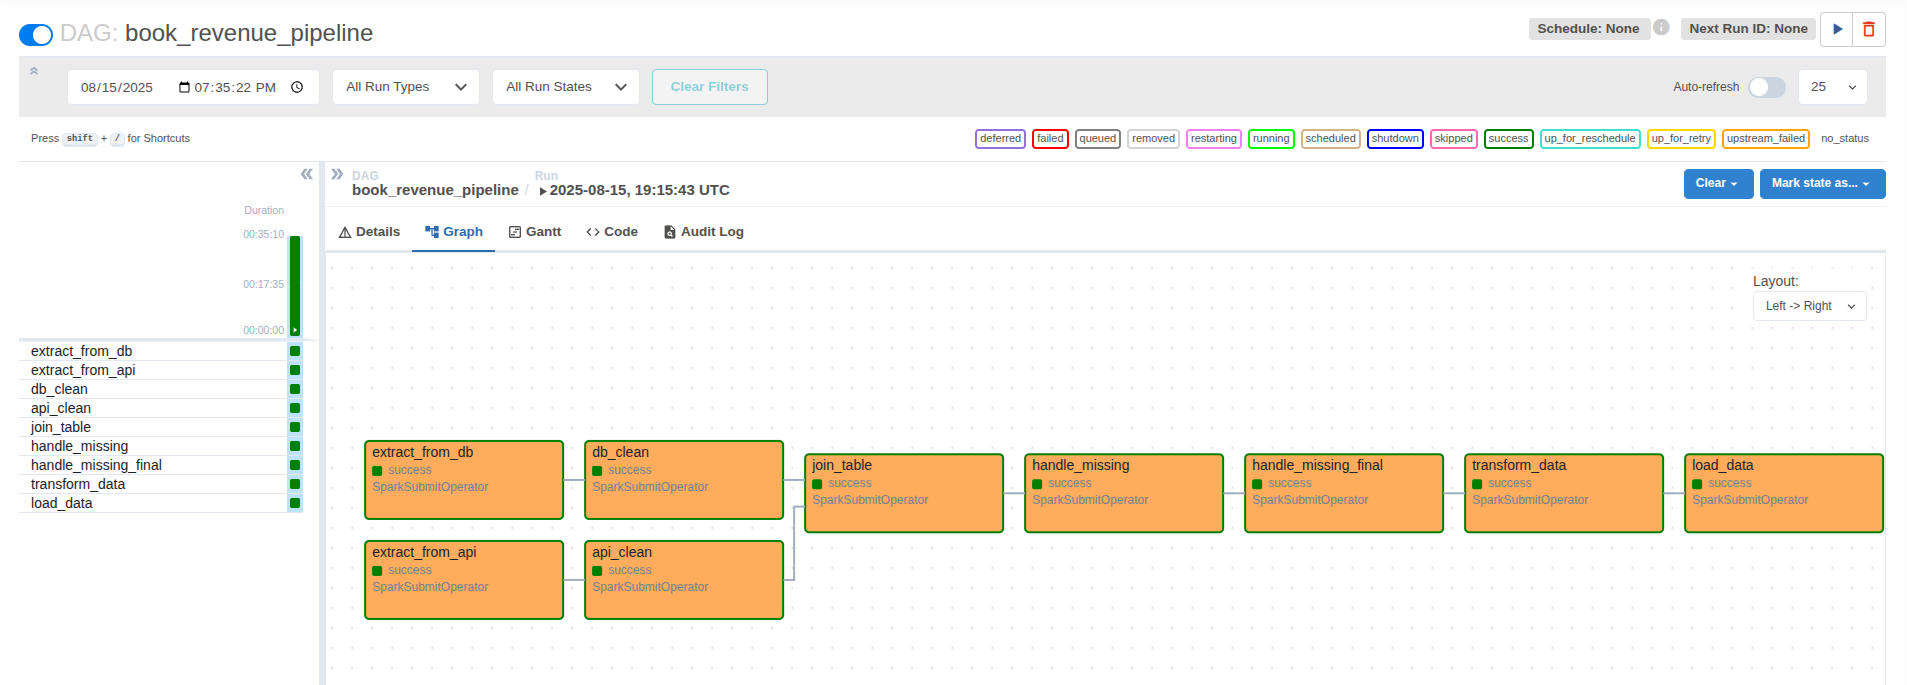 DAG: book_revenue_pipeline
Schedule: None
Next Run ID: None
08/15/2025 07:35:22 PM
All Run Types
All Run States
Clear Filters
Auto-refresh
25
Press shift + / for Shortcuts
deferred failed queued removed restarting running scheduled shutdown skipped success up_for_reschedule up_for_retry upstream_failed no_status
Duration
00:35:10
00:17:35
00:00:00
extract_from_db
extract_from_api
db_clean
api_clean
join_table
handle_missing
handle_missing_final
transform_data
load_data
DAG
book_revenue_pipeline /
Run
2025-08-15, 19:15:43 UTC
Clear
Mark state as...
Details
Graph
Gantt
Code
Audit Log
Layout:
Left -> Right
extract_from_db
success
SparkSubmitOperator
db_clean
success
SparkSubmitOperator
extract_from_api
success
SparkSubmitOperator
api_clean
success
SparkSubmitOperator
join_table
success
SparkSubmitOperator
handle_missing
success
SparkSubmitOperator
handle_missing_final
success
SparkSubmitOperator
transform_data
success
SparkSubmitOperator
load_data
success
SparkSubmitOperator